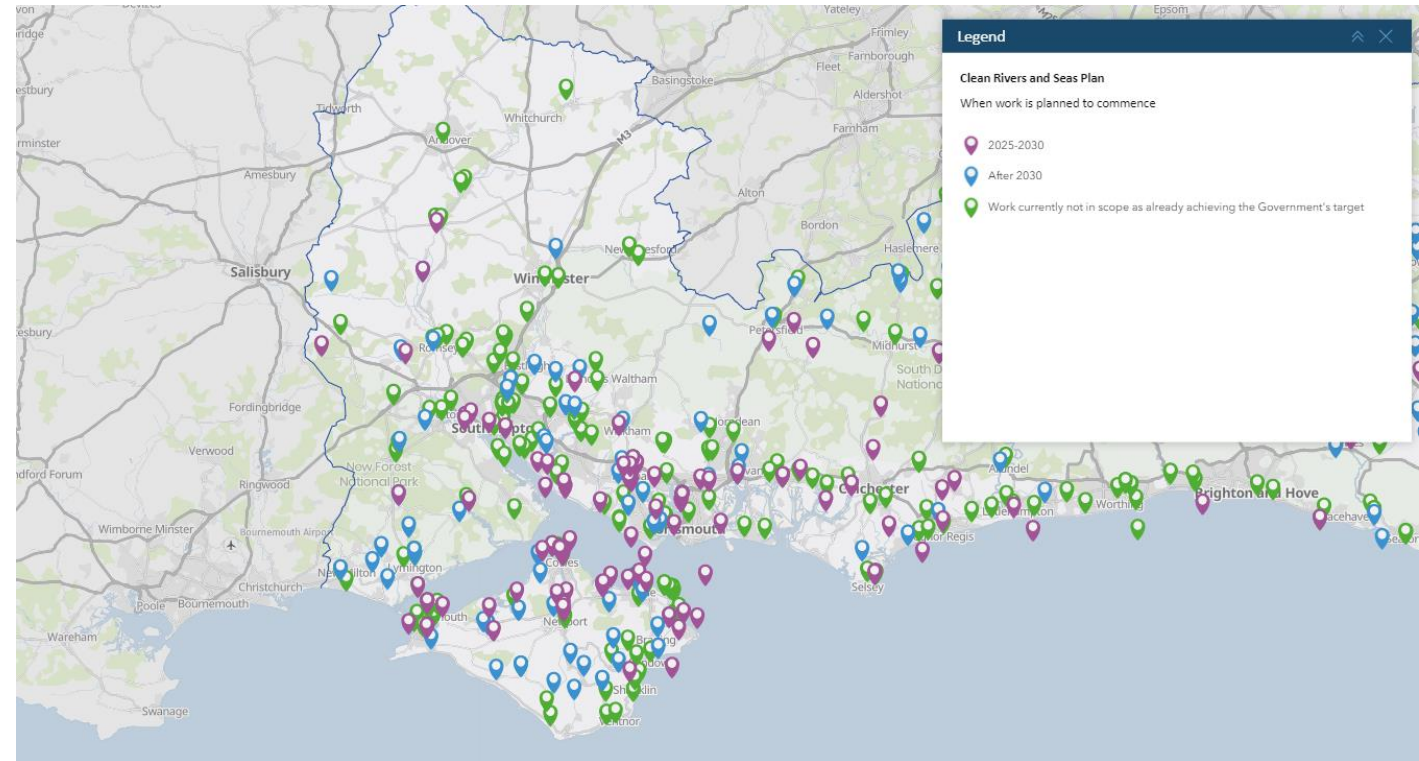 Legend
Clean Rivers and Seas Plan
When work is planned to commence
2025-2030
After 2030
Work currently not in scope as already achieving the Government's target
Yateley
Epsom
Frimley
Farnborough
Fleet
Basingstoke
Aldershot
Tidworth
Whitchurch
Andover
M3
Farnham
Amesbury
Alton
Bordon
Haslemere
Salisbury
Winchester
Petersfield
Midhurst
Romsey
Waltham
Fordingbridge
Verwood
Ringwood
New Forest
National Park
Chichester
Arundel
Worthing
Brighton and Hove
Wimborne Minster
Bournemouth Airport
Portsmouth
Bognor Regis
Lymington
Christchurch
Cowes
Selsey
Poole
Bournemouth
Wareham
Newport
Brading
Swanage
Shanklin
Ventnor